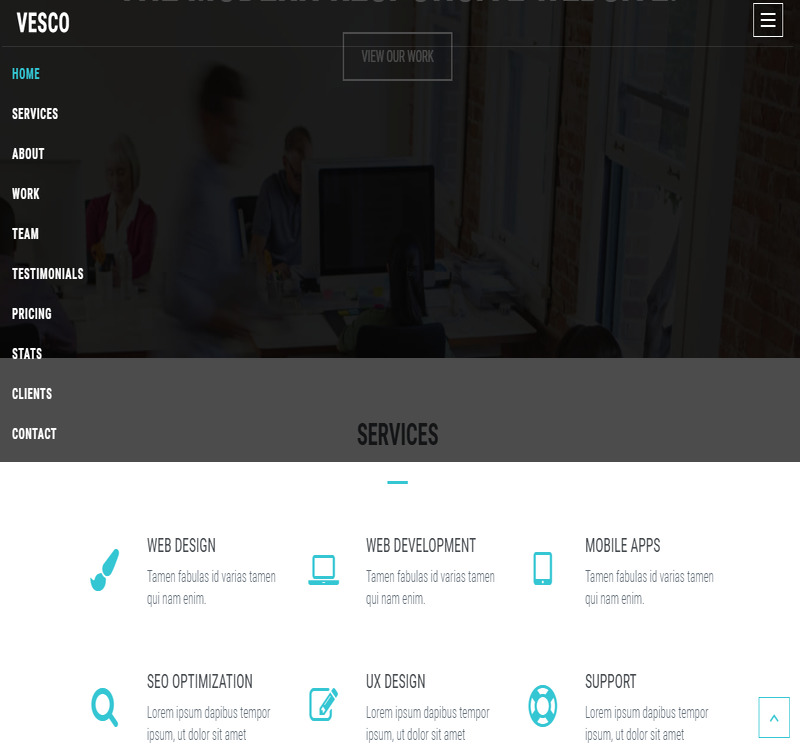 VESCO
VIEW OUR WORK
HOME
SERVICES
ABOUT
WORK
TEAM
TESTIMONIALS
PRICING
STATS
CLIENTS
CONTACT
SERVICES
WEB DESIGN
Tamen fabulas id varias tamen
qui nam enim.
WEB DEVELOPMENT
Tamen fabulas id varias tamen
qui nam enim.
MOBILE APPS
Tamen fabulas id varias tamen
qui nam enim.
SEO OPTIMIZATION
Lorem ipsum dapibus tempor
ipsum, ut dolor sit amet
UX DESIGN
Lorem ipsum dapibus tempor
ipsum, ut dolor sit amet
SUPPORT
Lorem ipsum dapibus tempor
ipsum, ut dolor sit amet